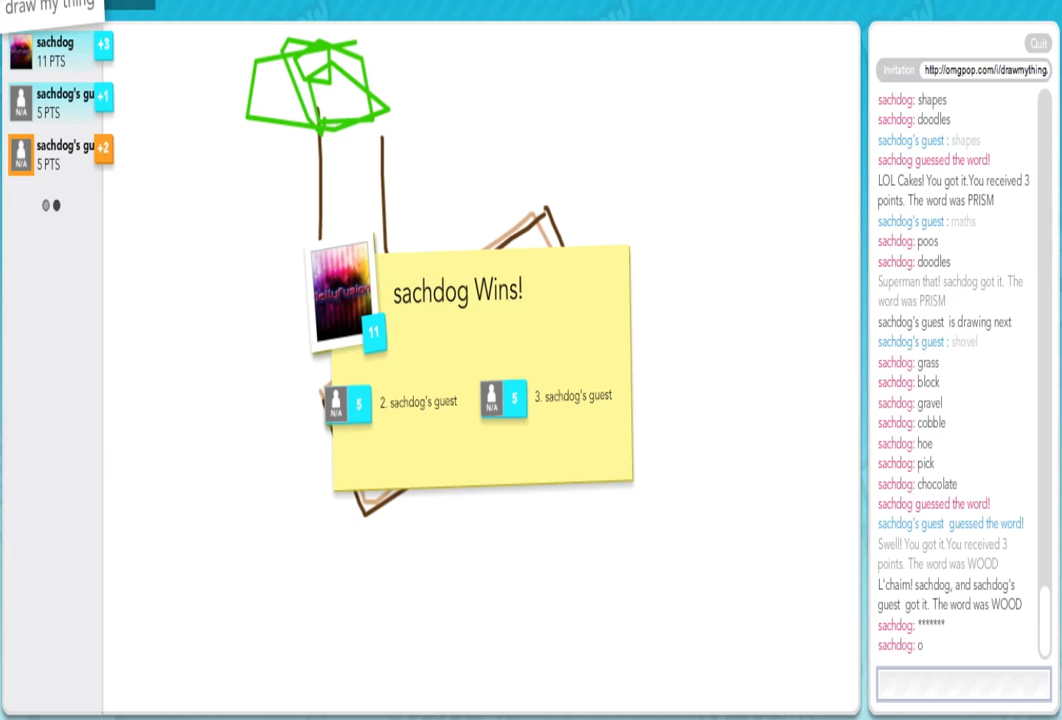 draw my thing
sachdog
+3
11 PTS
sachdog's gu
+1
5 PTS
N/A
sachdog's gu
+2
5 PTS
N/A
sachdog Wins!
11
N/A
5
2. sachdog's guest
N/A
5
3. sachdog's guest
Quit
Invitation
http://omgpop.com/i/drawmything.
sachdog: shapes
sachdog: doodles
sachdog's guest : shapes
sachdog guessed the word!
LOL Cakes! You got it.You received 3
points. The word was PRISM
sachdog's guest : maths
sachdog: poos
sachdog: doodles
Superman that! sachdog got it. The
word was PRISM
sachdog's guest is drawing next
sachdog's guest : shovel
sachdog: grass
sachdog: block
sachdog: gravel
sachdog: cobble
sachdog: hoe
sachdog: pick
sachdog: chocolate
sachdog guessed the word!
sachdog's guest guessed the word!
Swell! You got it.You received 3
points. The word was WOOD
L'chaim! sachdog, and sachdog's
guest got it. The word was WOOD
sachdog: *******
sachdog: o